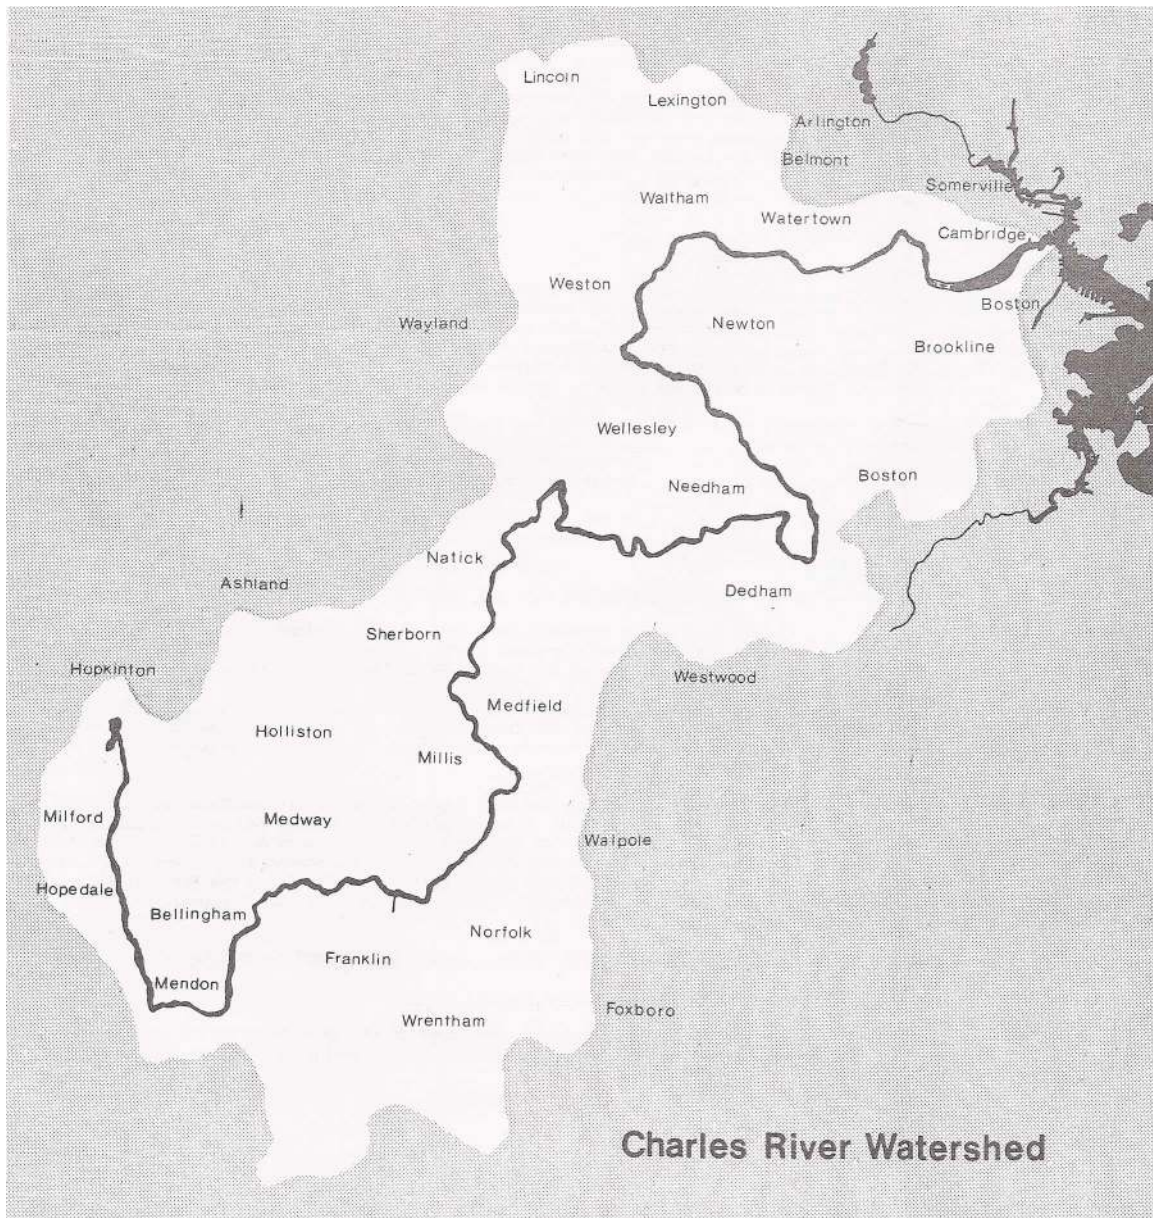 Lincoln
Lexington
Arlington
Belmont
Somerville
Waltham
Watertown
Cambridge
Weston
Boston
Wayland
Newton
Brookline
Wellesley
Needham
Boston
Natick
Ashland
Dedham
Sherborn
Hopkinton
Westwood
Medfield
Holliston
Millis
Milford
Medway
Walpole
Hopedale
Bellingham
Norfolk
Franklin
Mendon
Foxboro
Wrentham
Charles River Watershed